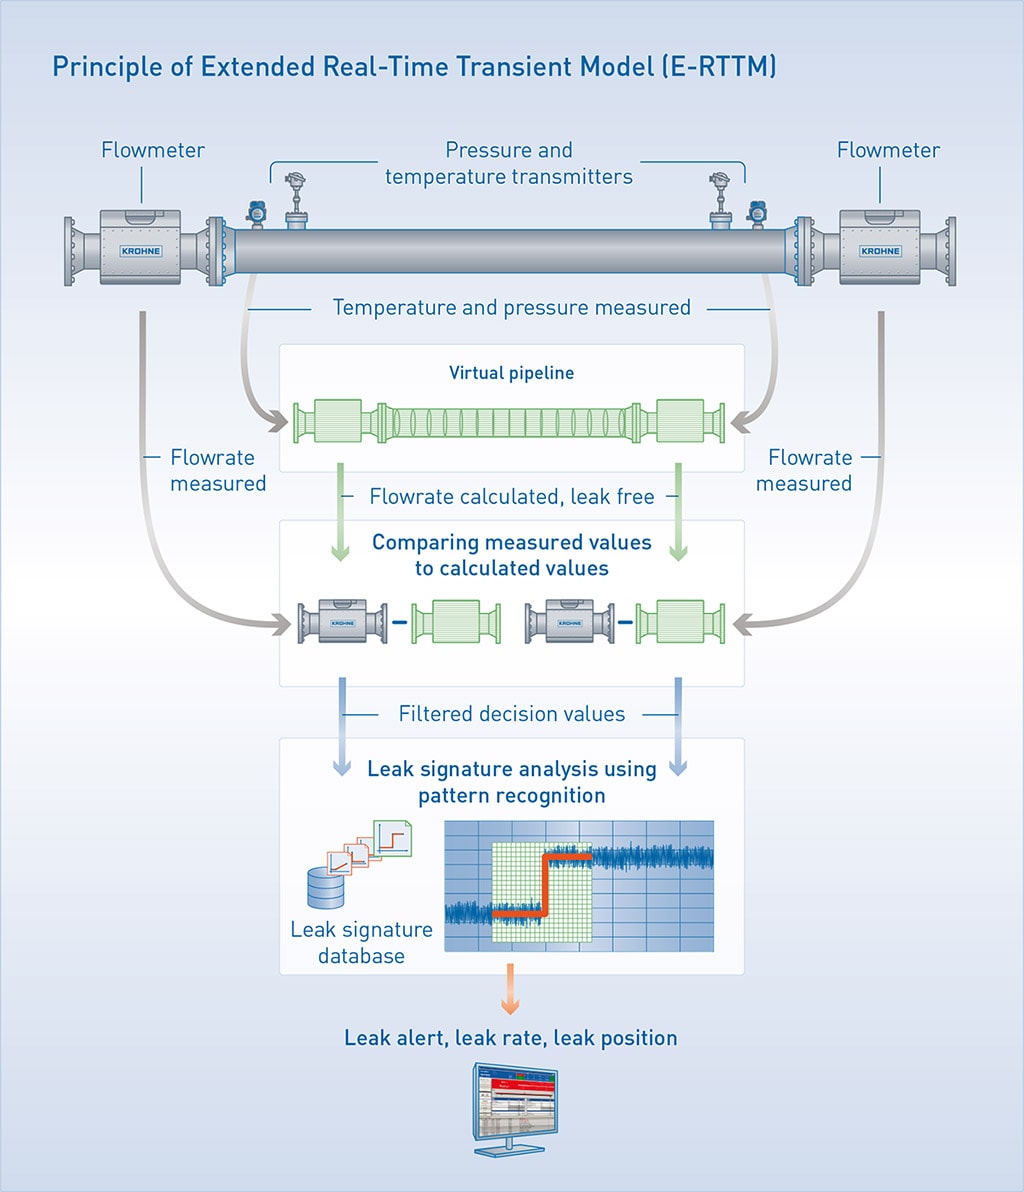 Principle of Extended Real-Time Transient Model (E-RTTM)
Flowmeter
Pressure and
temperature transmitters
Flowmeter
KROHNE
KROHNE
Temperature and pressure measured
Virtual pipeline
Flowrate
measured
Flowrate
measured
Flowrate calculated, leak free
Comparing measured values
to calculated values
KROHNE
KROHNE
Filtered decision values
Leak signature analysis using
pattern recognition
Leak signature
database
Leak alert, leak rate, leak position